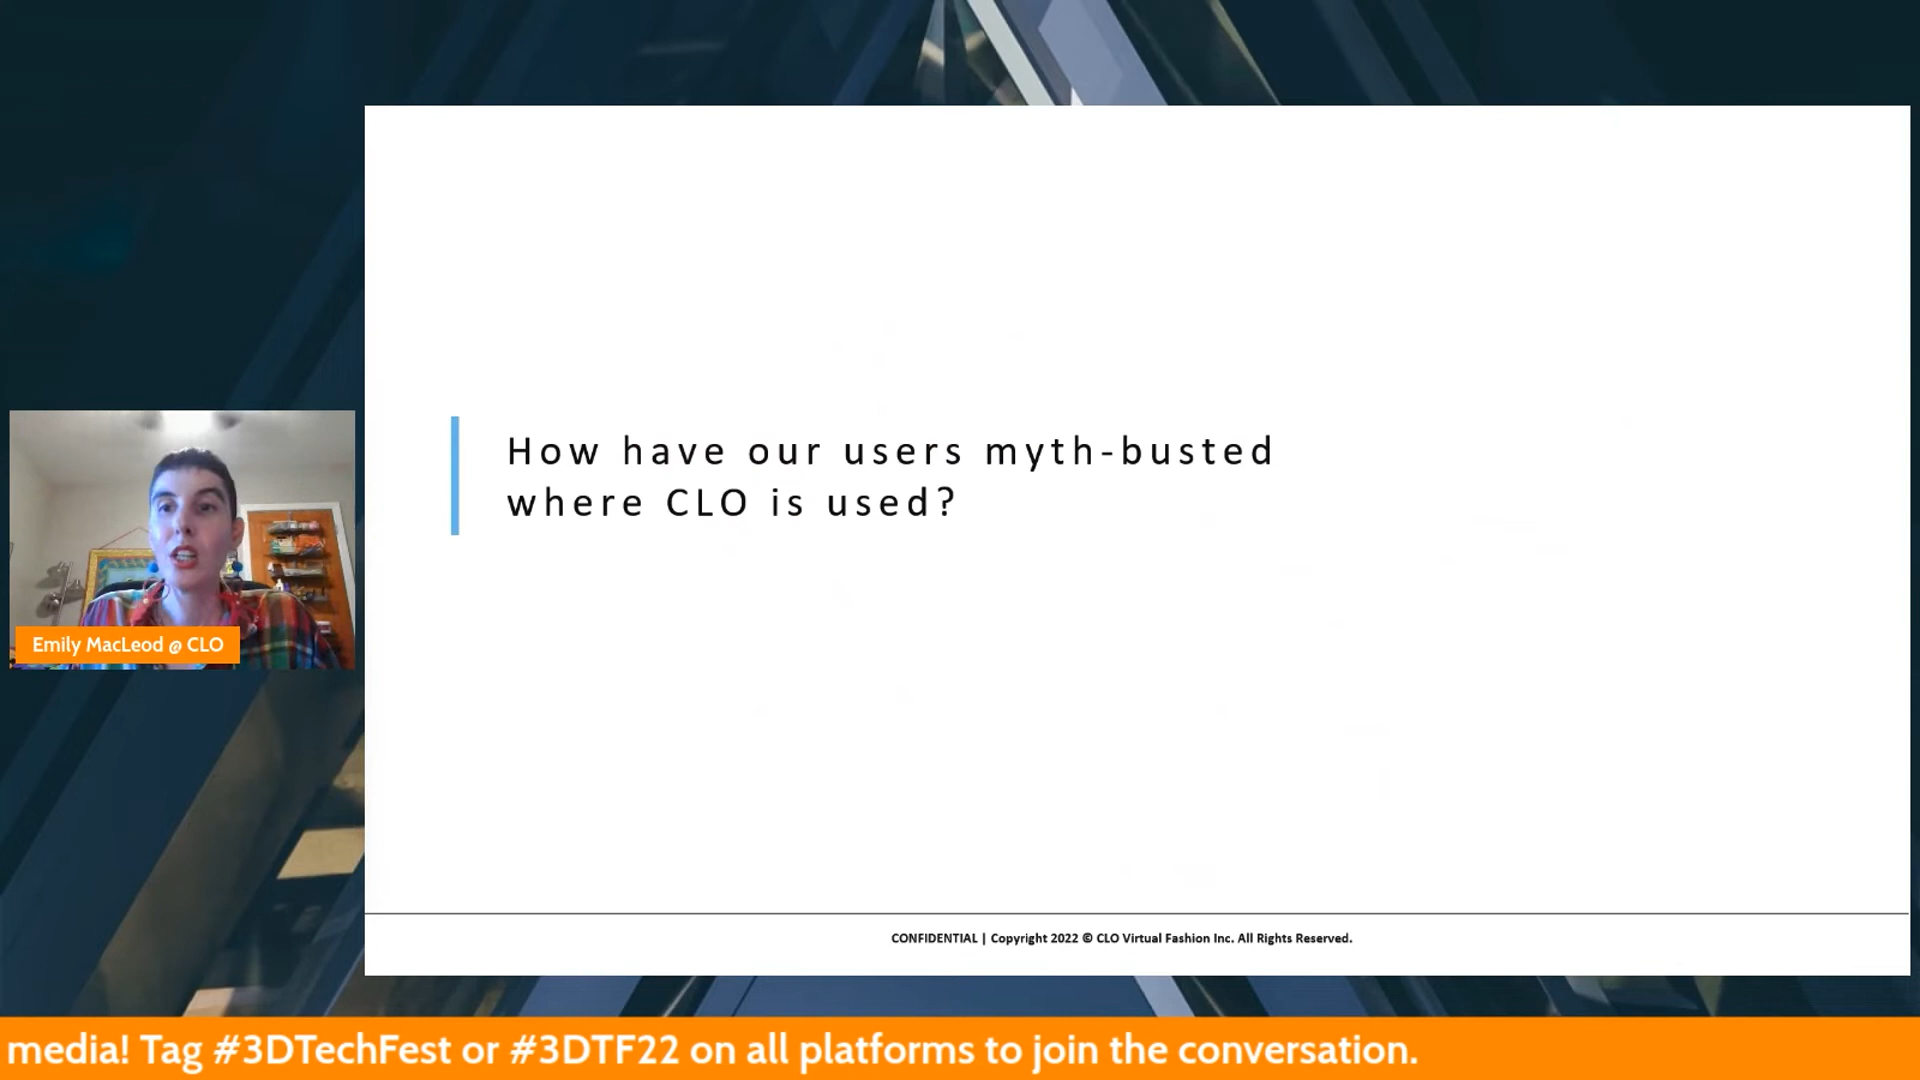 How have our users myth-busted
where CLO is used?
Emily MacLeod @ CLO
CONFIDENTIAL | Copyright 2022 © CLO Virtual Fashion Inc. All Rights Reserved.
media! Tag #3DTechFest or #3DTF22 on all platforms to join the conversation.